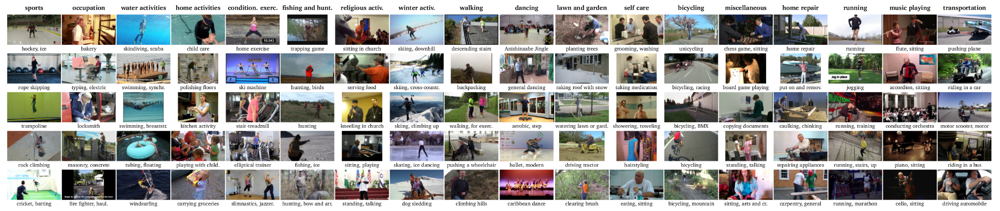 sports occupation water activities home activities condition. exerc. fishing and hunt. religious activ. winter activ. walking dancing lawn and garden self care bicycling miscellaneous home repair running music playing transportation
10.043
hockey, ice bakery skindiving, scuba child care home exercise trapping game sitting in church skiing, downhill descending stairs Anishinaabe Jingle planting trees grooming, washing unicycling chess game, sitting home repair running flute, sitting pushing plane
Jog in place
rope skipping typing, electric swimming, synchr. polishing floors ski machine hunting, birds serving food skiing, cross-countr. backpacking general dancing raking roof with snow taking medication bicycling, racing board game playing put on and remov. jogging accordion, sitting riding in a car
trampoline locksmith swimming, breaststr. kitchen activity stair-treadmill hunting kneeling in church skiing, climbing up walking, for exerc. aerobic, step watering lawn or gard. showering, toweling bicycling, BMX copying documents caulking, chinking running, training conducting orchestra motor scooter, motor
rock climbing masonry, concrete tubing, floating playing with child. elliptical trainer fishing, ice sitting, playing skating, ice dancing pushing a wheelchair ballet, modern driving tractor hairstyling bicycling standing, talking repairing appliances running, stairs, up piano, sitting riding in a bus
OFF SPIN
cricket, batting fire fighter, haul. windsurfing carrying groceries slimnastics, jazzer. hunting, bow and arr. standing, talking dog sledding climbing hills caribbean dance clearing brush eating, sitting bicycling, mountain sitting, arts and cr. carpentry, general running, marathon cello, sitting driving automobile